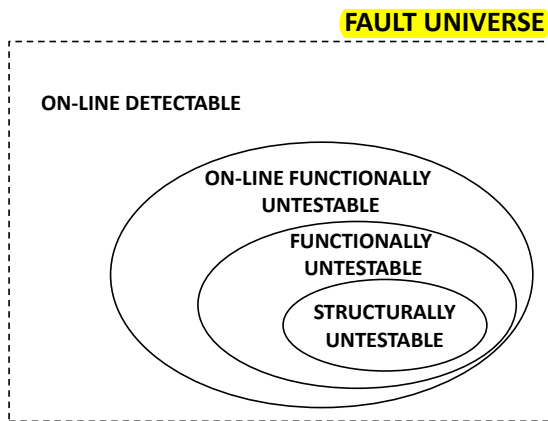 FAULT UNIVERSE
ON-LINE DETECTABLE
ON-LINE FUNCTIONALLY
UNTESTABLE
FUNCTIONALLY
UNTESTABLE
STRUCTURALLY
UNTESTABLE